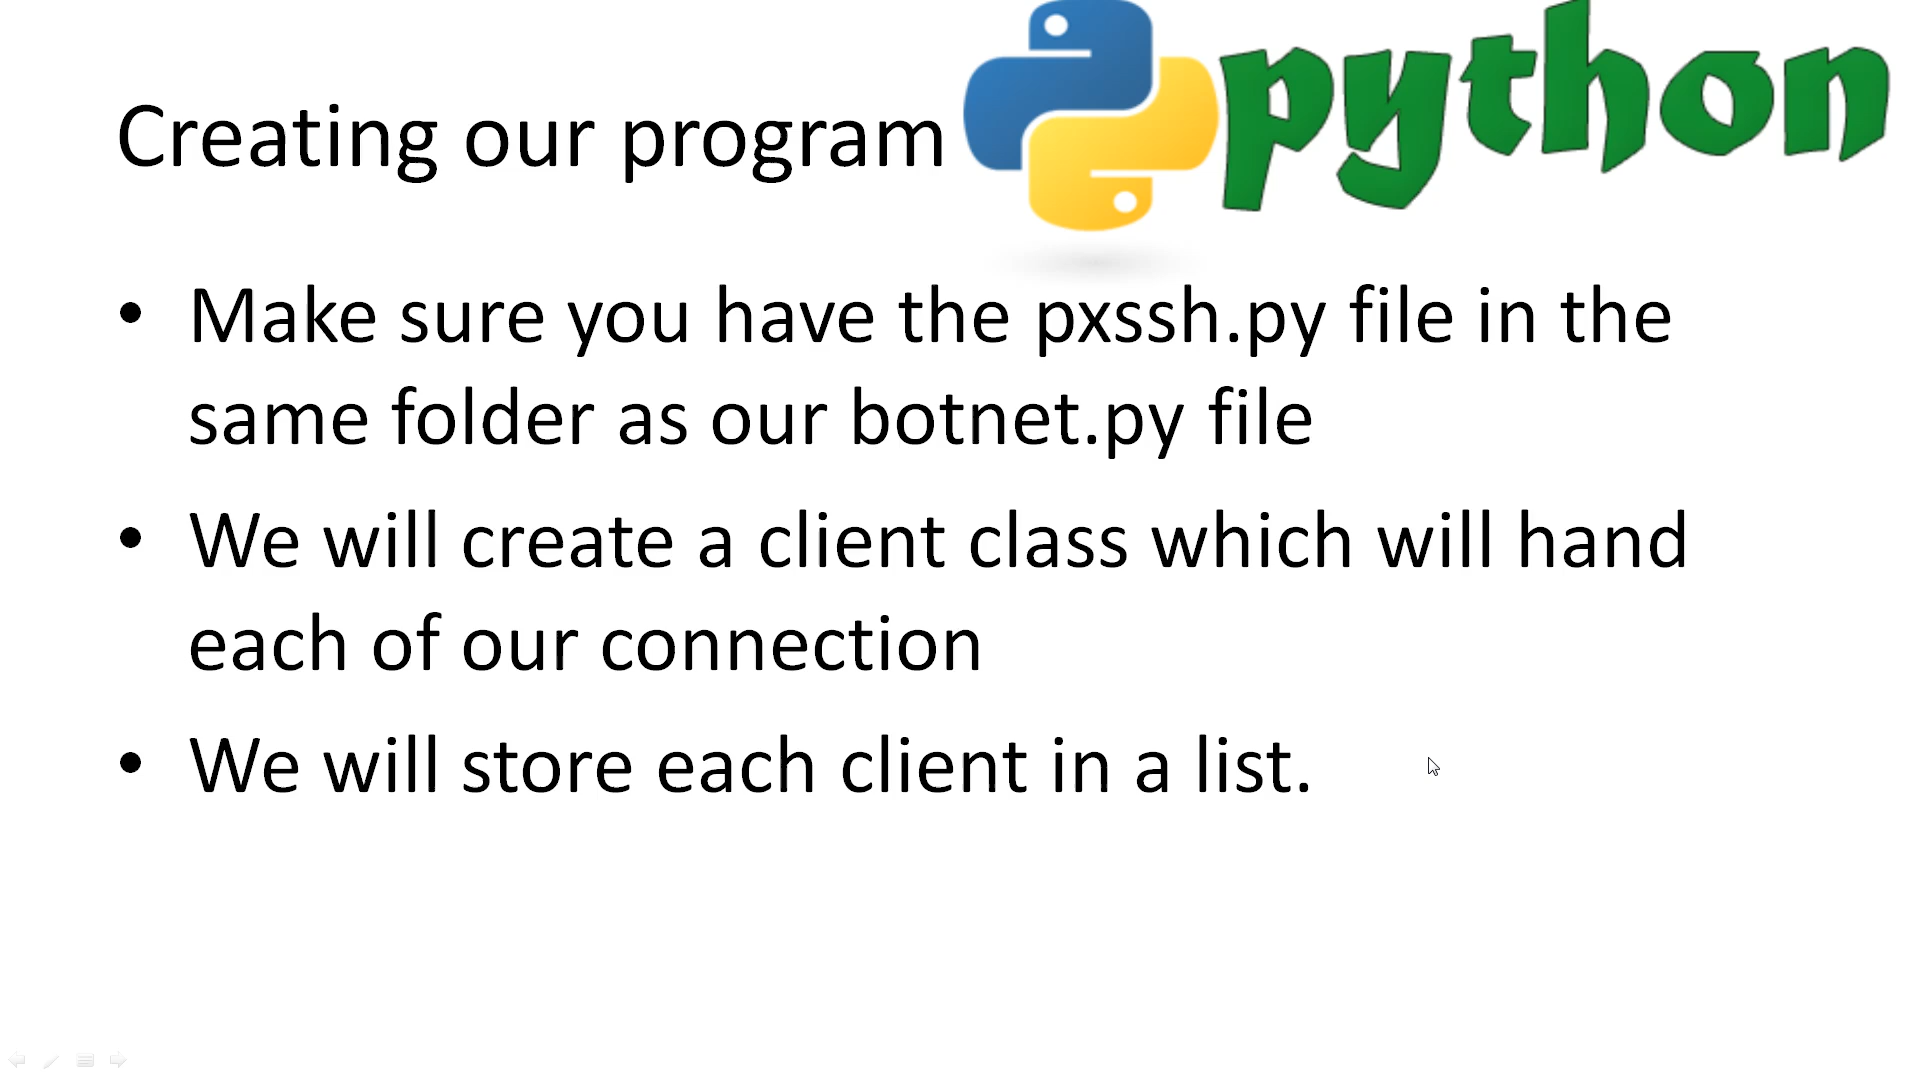 Creating our program
python
• Make sure you have the pxssh.py file in the
same folder as our botnet.py file
• We will create a client class which will hand
each of our connection
• We will store each client in a list.